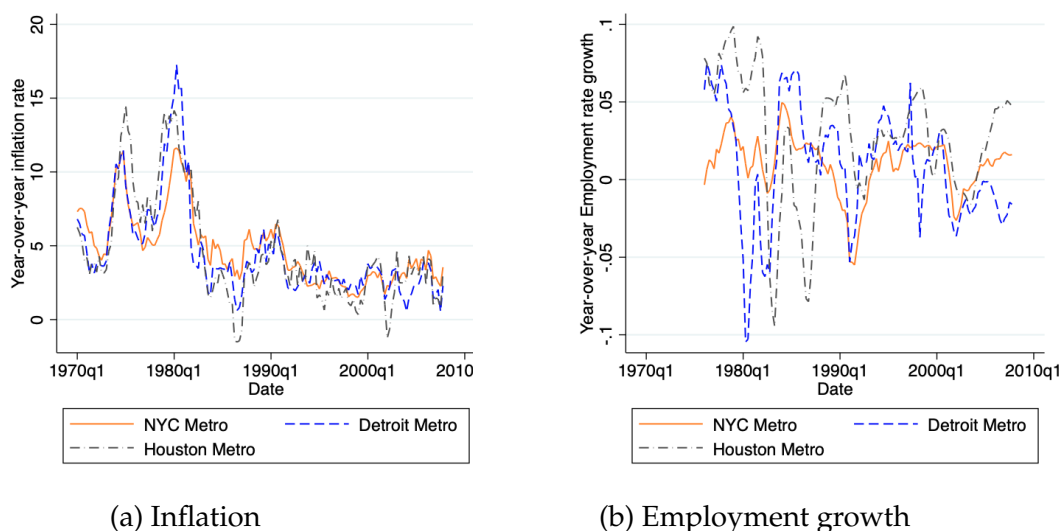 Year-over-year inflation rate
20
15
10
5
0
1970q1 1980q1 1990q1 2000q1 2010
Date
NYC Metro Detroit Metro
Houston Metro
(a) Inflation
Year-over-year Employment rate growth
.1
.05
0
-.05
-.1
1970q1 1980q1 1990q1 2000q1 2010q1
Date
NYC Metro Detroit Metro
Houston Metro
(b) Employment growth